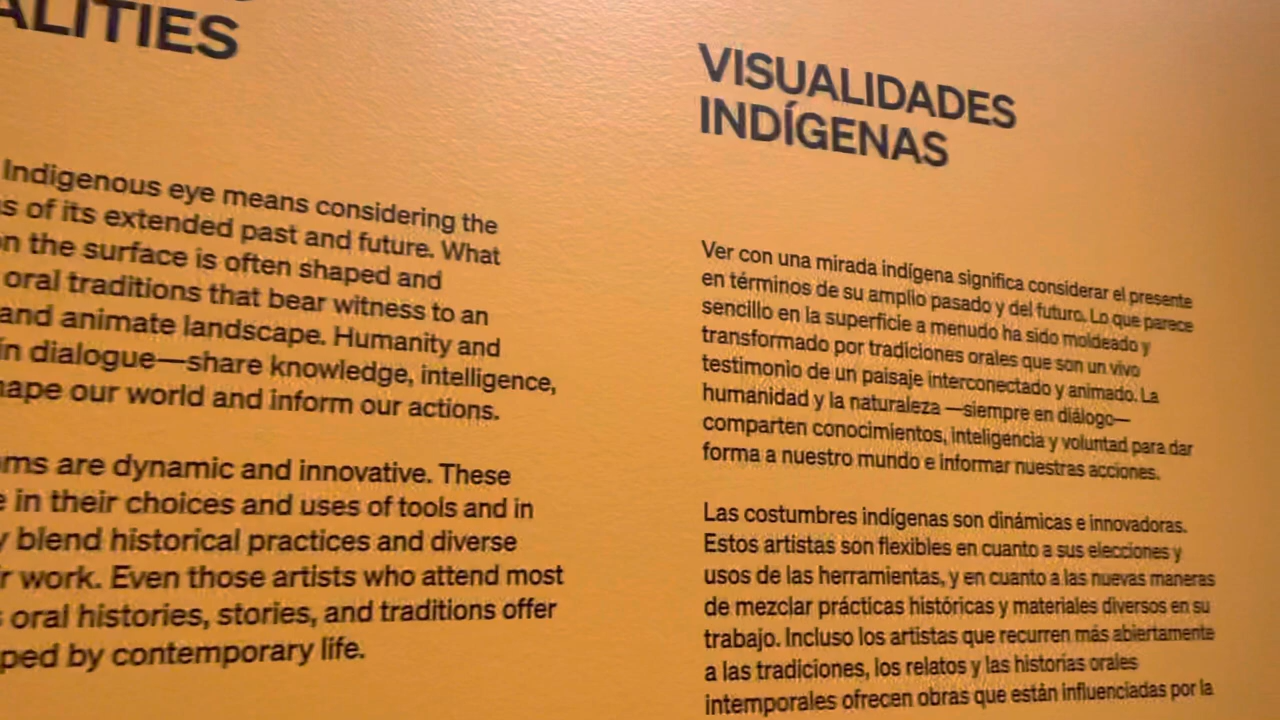 ALITIES
Indigenous eye means considering the
of its extended past and future. What
on the surface is often shaped and
oral traditions that bear witness to an
and animate landscape. Humanity and
in dialogue—share knowledge, intelligence,
our world and inform our actions.
are dynamic and innovative. These
in their choices and uses of tools and in
blend historical practices and diverse
work. Even those artists who attend most
oral histories, stories, and traditions offer
by contemporary life.
VISUALIDADES
INDÍGENAS
Ver con una mirada indígena significa considerar el presente
en términos de su amplio pasado y del futuro. Lo que parece
sencillo en la superficie a menudo ha sido moldeado y
transformado por tradiciones orales que son un vivo
testimonio de un paisaje interconectado y animado. La
humanidad y la naturaleza —siempre en diálogo—
comparten conocimientos, inteligencia y voluntad para dar
forma a nuestro mundo e informar nuestras acciones.
Las costumbres indígenas son dinámicas e innovadoras.
Estos artistas son flexibles en cuanto a sus elecciones y
usos de las herramientas, y en cuanto a las nuevas maneras
de mezclar prácticas históricas y materiales diversos en su
trabajo. Incluso los artistas que recurren más abiertamente
a las tradiciones, los relatos y las historias orales
intemporales ofrecen obras que están influenciadas por la